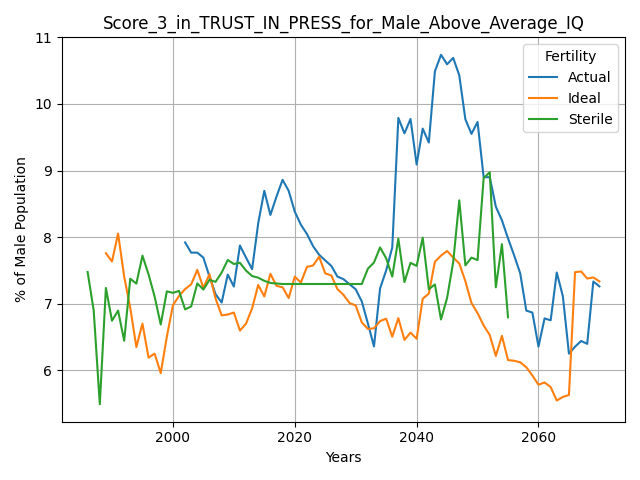 Score_3_in_TRUST_IN_PRESS_for_Male_Above_Average_IQ
% of Male Population
11
10
9
8
7
6
Fertility
Actual
Ideal
Sterile
2000
2020
2040
2060
Years